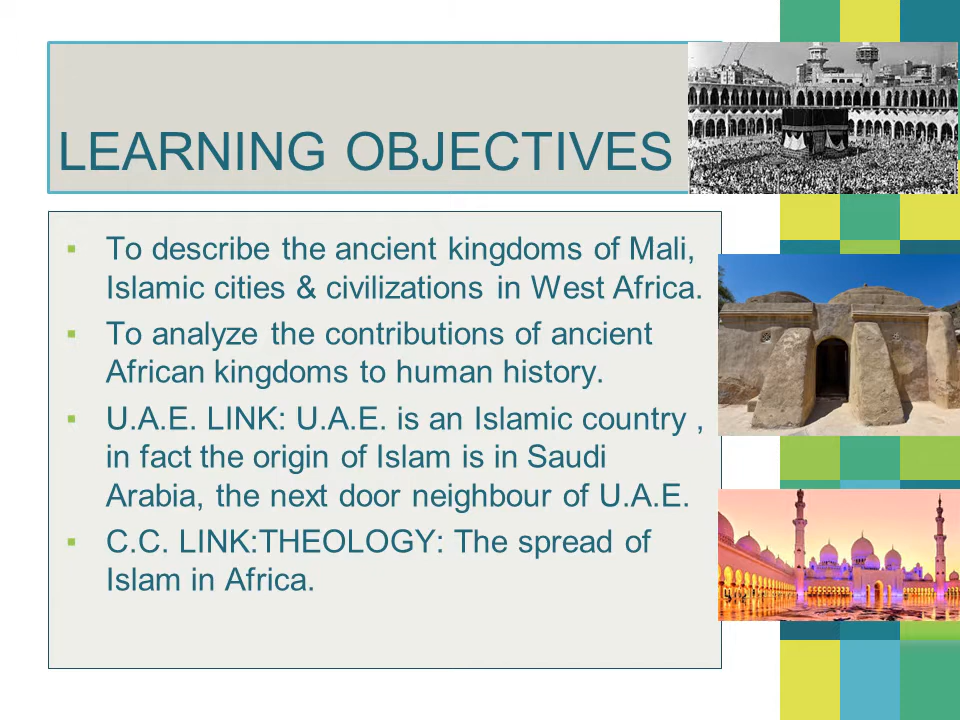 LEARNING OBJECTIVES
▪ To describe the ancient kingdoms of Mali,
Islamic cities & civilizations in West Africa.
▪ To analyze the contributions of ancient
African kingdoms to human history.
▪ U.A.E. LINK: U.A.E. is an Islamic country ,
in fact the origin of Islam is in Saudi
Arabia, the next door neighbour of U.A.E.
▪ C.C. LINK:THEOLOGY: The spread of
Islam in Africa.